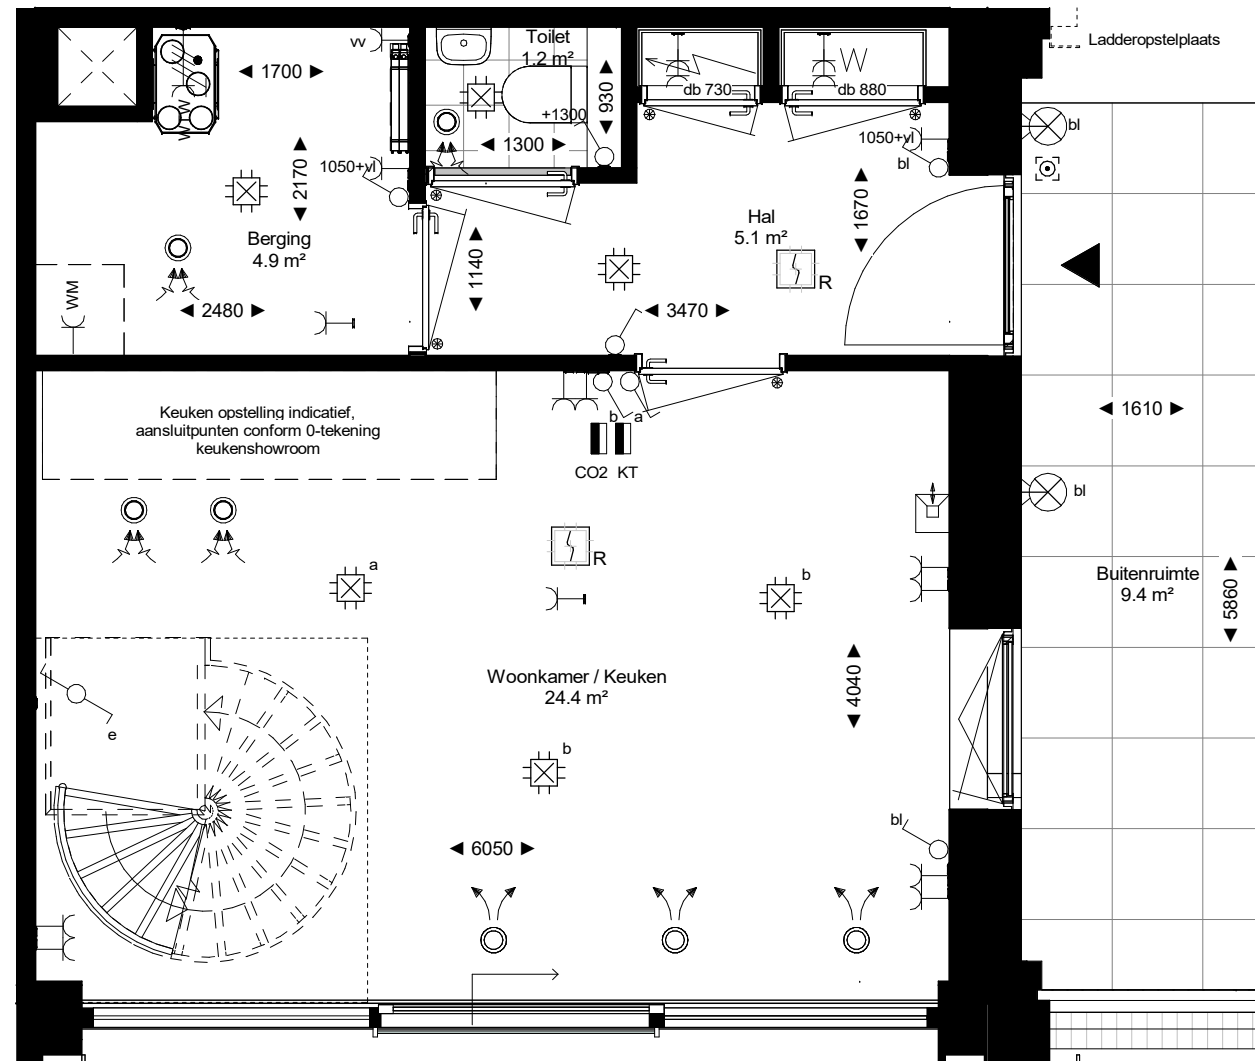 Ladderopstelplaats
vv
1700
Toilet
1.2 m²
930
+1300
1300
db 730
W
db 880
bl
1050+vl
bl
1050+vl
2170
Berging
4.9 m²
1140
Hal
5.1 m²
1670
R
WM
2480
3470
1610
Keuken opstelling indicatief,
aansluitpunten conform 0-tekening
keukenshowroom
b
a
CO2
KT
bl
R
a
b
Buitenruimte
9.4 m²
5860
Woonkamer / Keuken
24.4 m²
4040
e
b
6050
bl